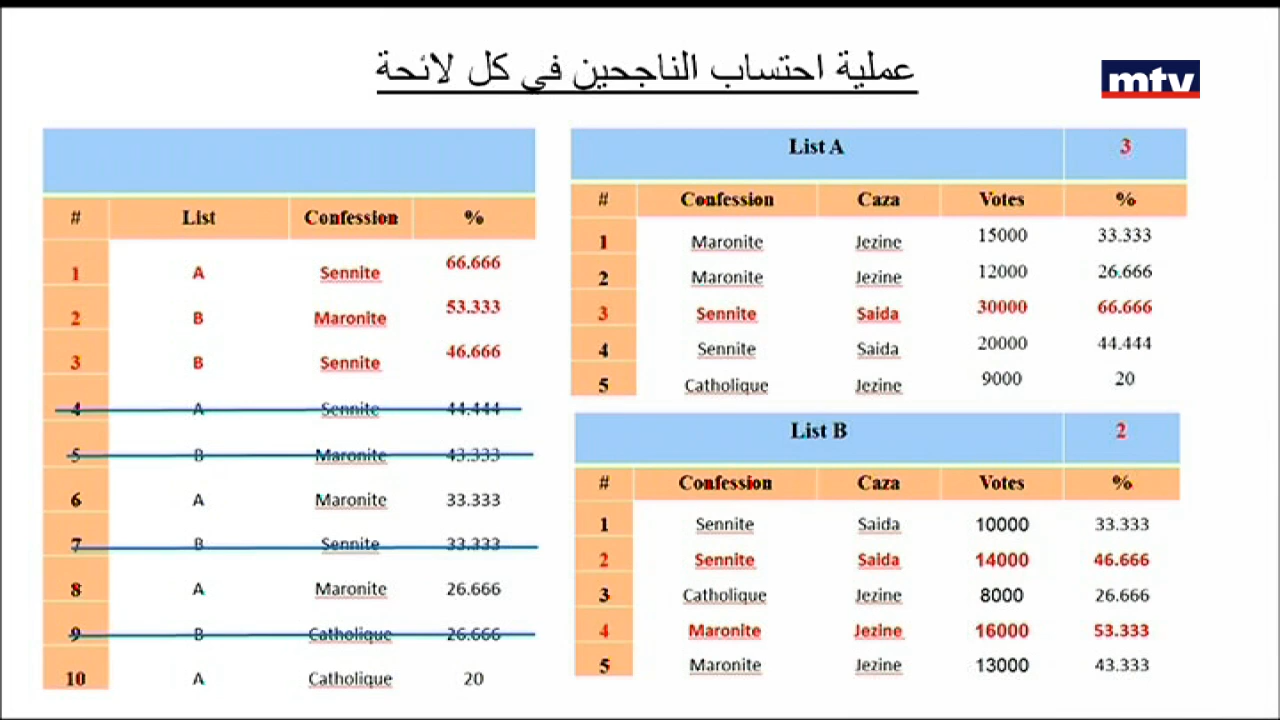 عملية احتساب الناجحين في كل لائحة
mtv
# List Confession %
1 A Sennite 66.666
2 B Maronite 53.333
3 B Sennite 46.666
4 A Sennite 44.444
5 B Maronite 43.333
6 A Maronite 33.333
7 B Sennite 33.333
8 A Maronite 26.666
9 B Catholique 26.666
10 A Catholique 20
List A 3
# Confession Caza Votes %
1 Maronite Jezine 15000 33.333
2 Maronite Jezine 12000 26.666
3 Sennite Saida 30000 66.666
4 Sennite Saida 20000 44.444
5 Catholique Jezine 9000 20
List B 2
# Confession Caza Votes %
1 Sennite Saida 10000 33.333
2 Sennite Saida 14000 46.666
3 Catholique Jezine 8000 26.666
4 Maronite Jezine 16000 53.333
5 Maronite Jezine 13000 43.333